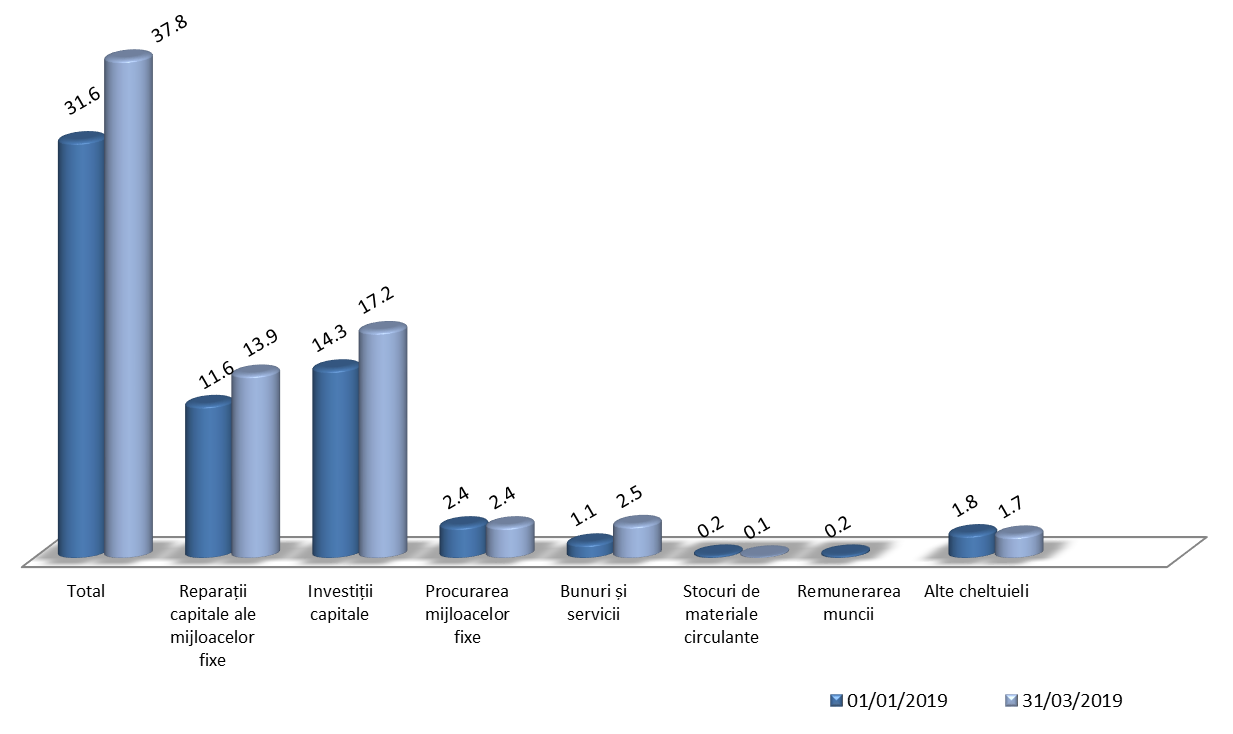 37.8
31.6
17.2
14.3
13.9
11.6
2.4
2.4
1.1
2.5
0.2
0.1
0.2
1.8
1.7
Total
Reparații
capitale ale
mijloacelor
fixe
Investiții
capitale
Procurarea
mijloacelor
fixe
Bunuri și
servicii
Stocuri de
materiale
circulante
Remunerarea
muncii
Alte cheltuieli
01/01/2019
31/03/2019